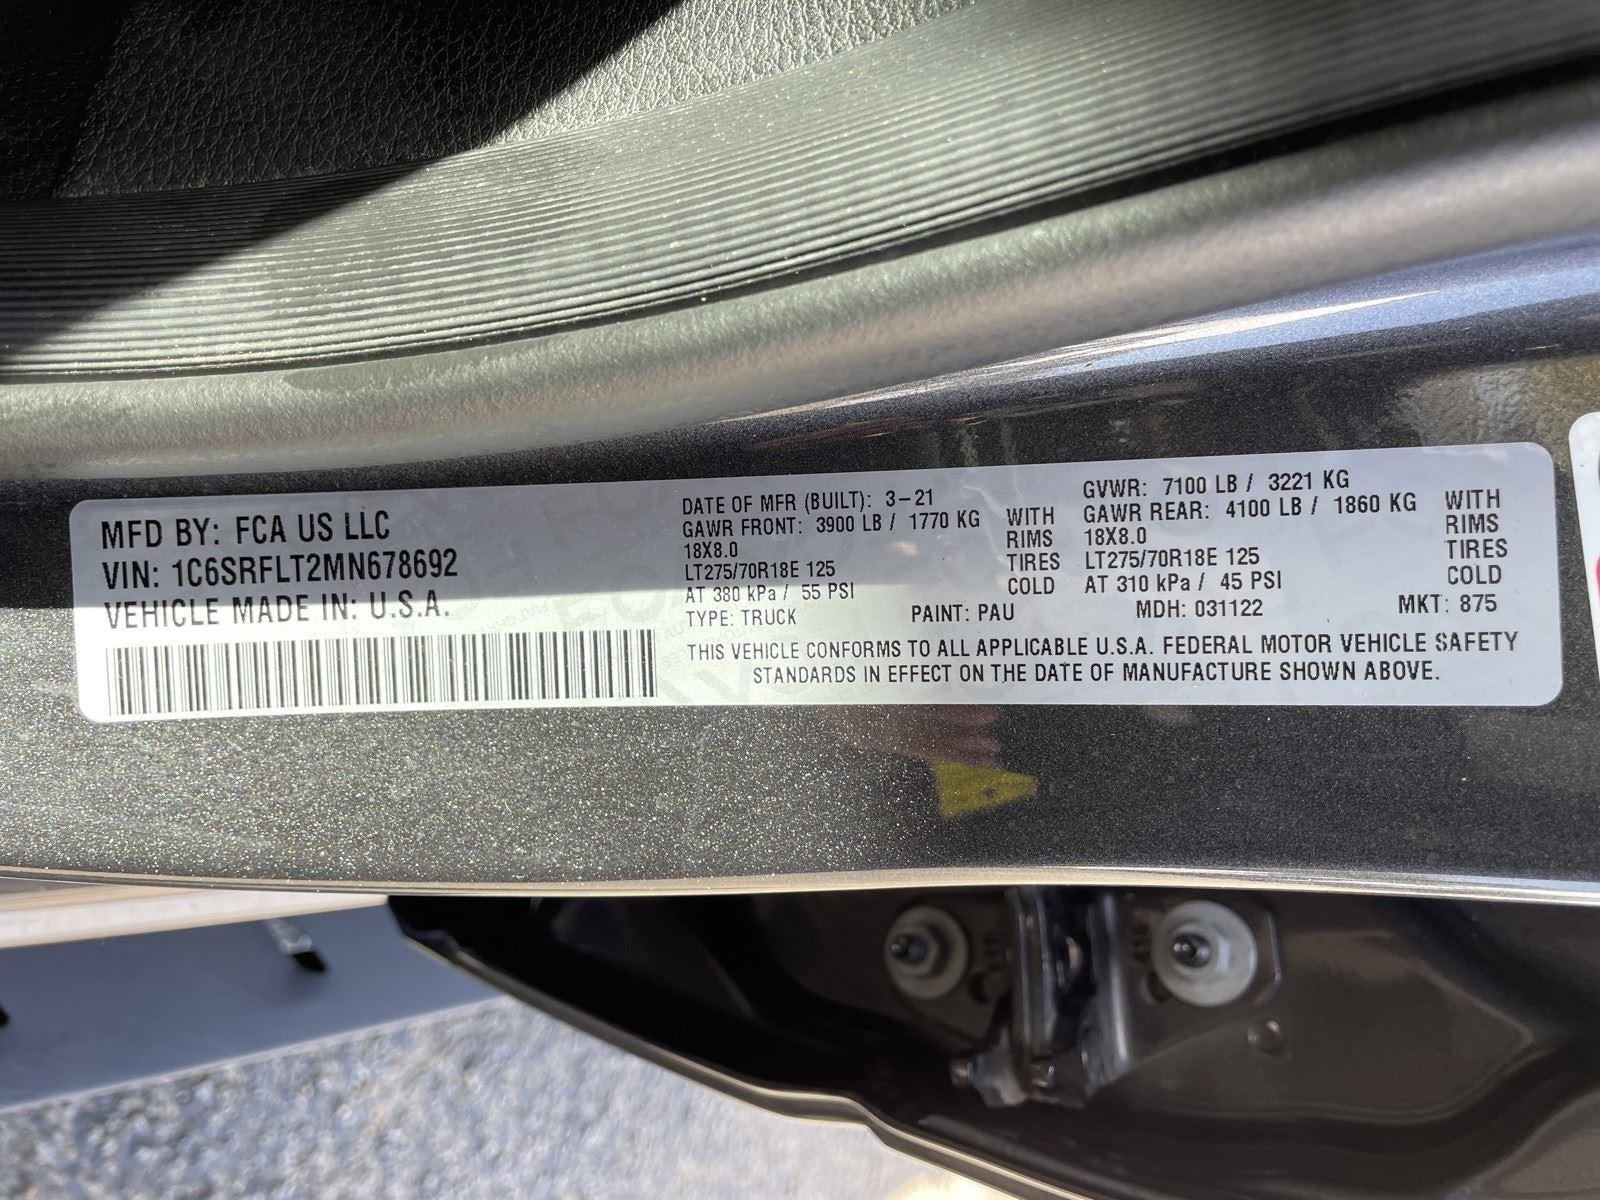 MFD BY: FCA US LLC
VIN: 1C6SRFLT2MN678692
VEHICLE MADE IN: U.S.A.
DATE OF MFR (BUILT): 3-21
GAWR FRONT: 3900 LB / 1770 KG WITH
18X8.0 RIMS
LT275/70R18E 125 TIRES
AT 380 kPa / 55 PSI COLD
GVWR: 7100 LB / 3221 KG
GAWR REAR: 4100 LB / 1860 KG WITH
18X8.0 RIMS
LT275/70R18E 125 TIRES
AT 310 kPa / 45 PSI COLD
TYPE: TRUCK PAINT: PAU MDH: 031122 MKT: 875
THIS VEHICLE CONFORMS TO ALL APPLICABLE U.S.A. FEDERAL MOTOR VEHICLE SAFETY
STANDARDS IN EFFECT ON THE DATE OF MANUFACTURE SHOWN ABOVE.